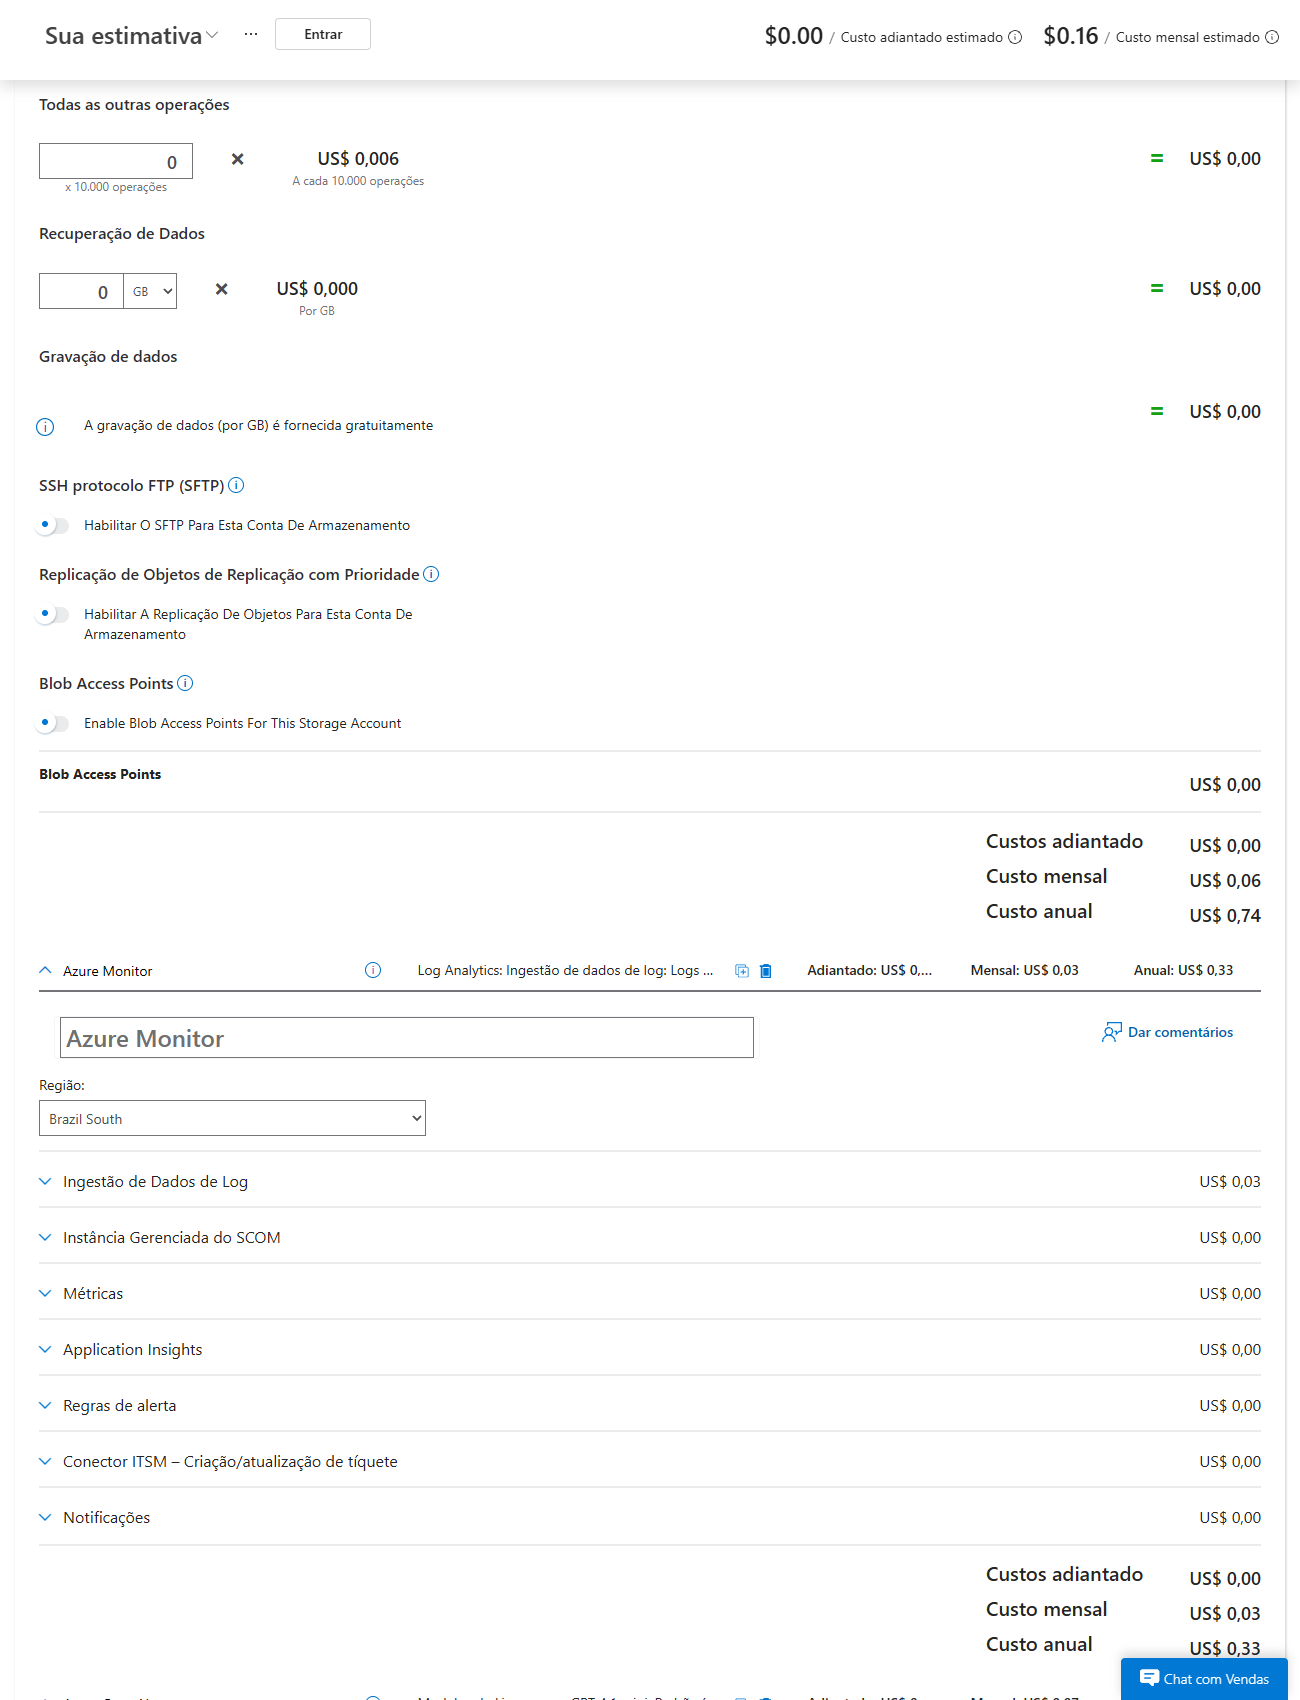 Sua estimativa
...
Entrar
$0.00 / Custo adiantado estimado
$0.16 / Custo mensal estimado
Todas as outras operações
0
x 10.000 operações
US$ 0,006
A cada 10.000 operações
= US$ 0,00
Recuperação de Dados
0 GB
US$ 0,000
Por GB
= US$ 0,00
Gravação de dados
A gravação de dados (por GB) é fornecida gratuitamente
= US$ 0,00
SSH protocolo FTP (SFTP)
Habilitar O SFTP Para Esta Conta De Armazenamento
Replicação de Objetos de Replicação com Prioridade
Habilitar A Replicação De Objetos Para Esta Conta De
Armazenamento
Blob Access Points
Enable Blob Access Points For This Storage Account
Blob Access Points US$ 0,00
Custos adiantado US$ 0,00
Custo mensal US$ 0,06
Custo anual US$ 0,74
Azure Monitor Log Analytics: Ingestão de dados de log: Logs ... Adiantado: US$ 0,... Mensal: US$ 0,03 Anual: US$ 0,33
Azure Monitor
Dar comentários
Região:
Brazil South
Ingestão de Dados de Log US$ 0,03
Instância Gerenciada do SCOM US$ 0,00
Métricas US$ 0,00
Application Insights US$ 0,00
Regras de alerta US$ 0,00
Conector ITSM – Criação/atualização de tíquete US$ 0,00
Notificações US$ 0,00
Custos adiantado US$ 0,00
Custo mensal US$ 0,03
Custo anual US$ 0,33
Chat com Vendas